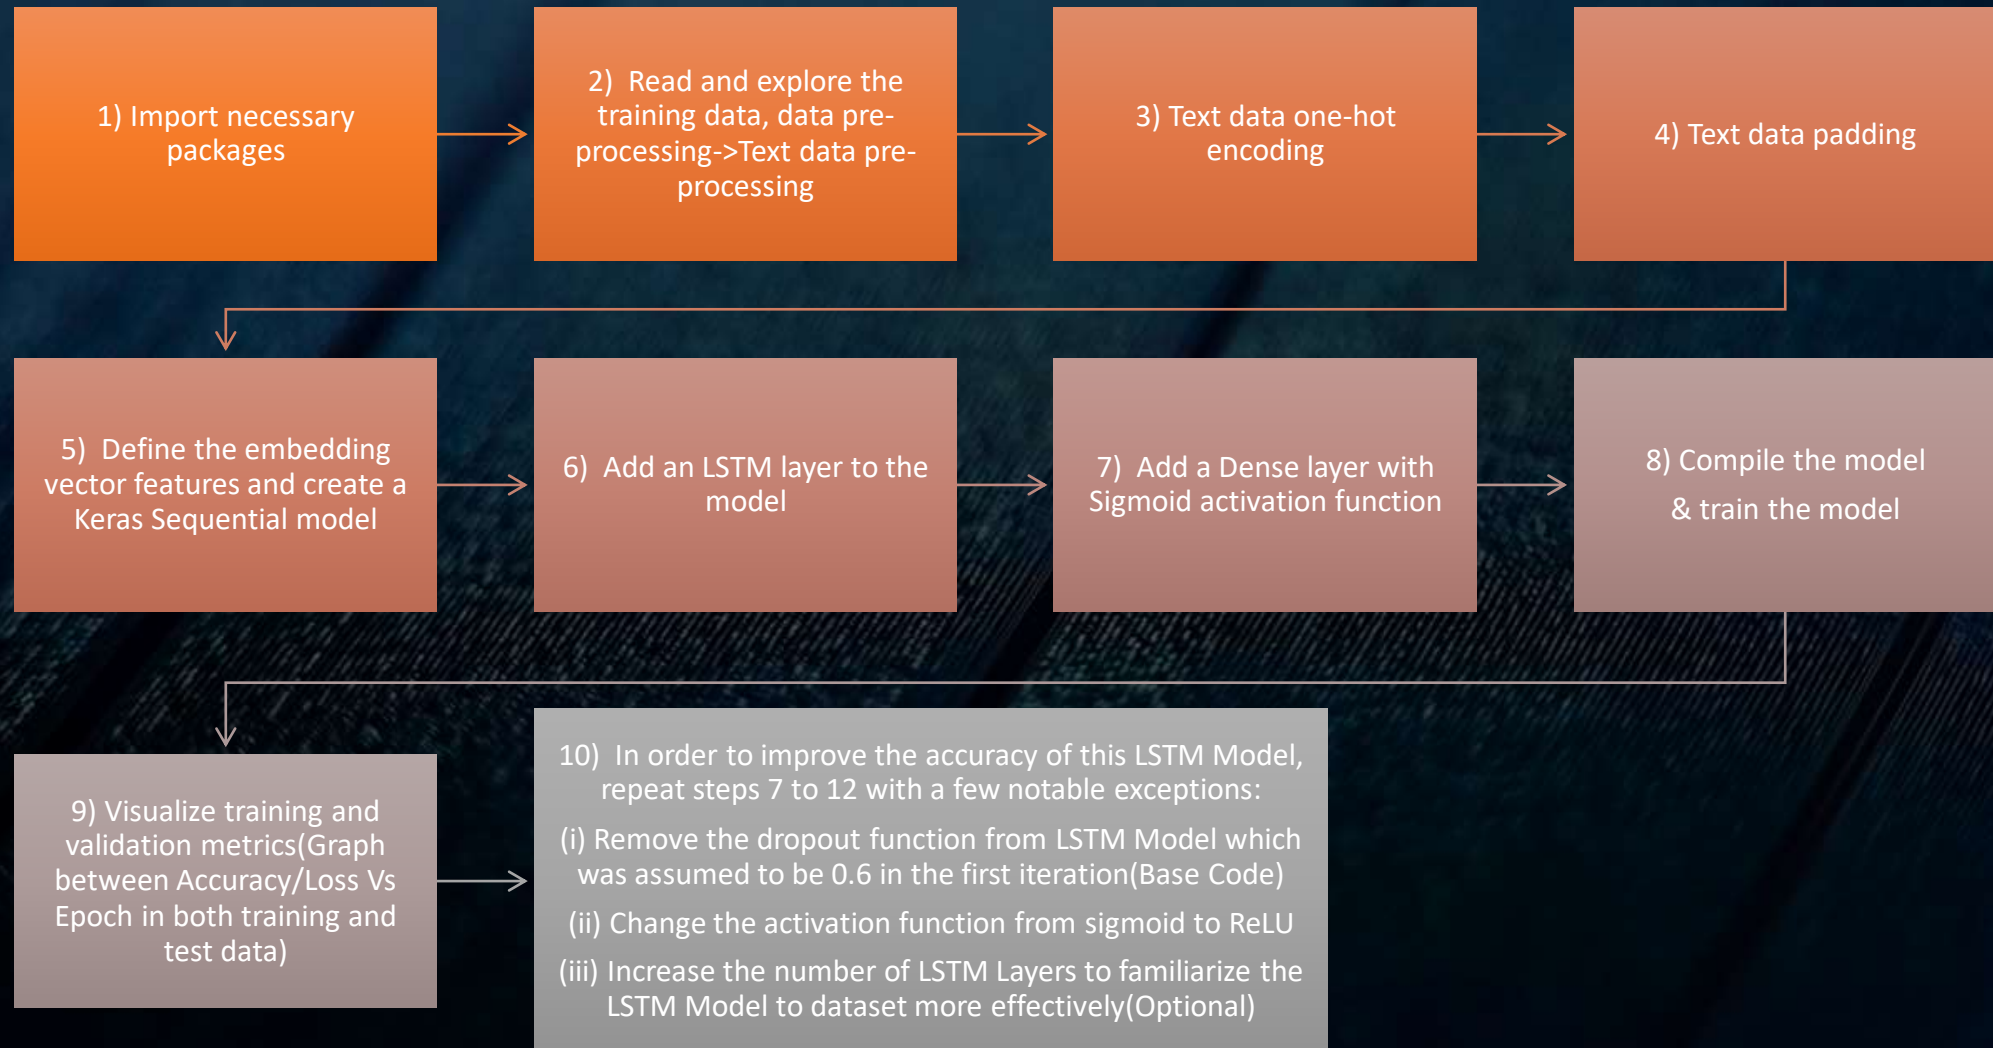 1) Import necessary
packages
2) Read and explore the
training data, data pre-
processing->Text data pre-
processing
3) Text data one-hot
encoding
4) Text data padding
5) Define the embedding
vector features and create a
Keras Sequential model
6) Add an LSTM layer to the
model
7) Add a Dense layer with
Sigmoid activation function
8) Compile the model
& train the model
9) Visualize training and
validation metrics(Graph
between Accuracy/Loss Vs
Epoch in both training and
test data)
10) In order to improve the accuracy of this LSTM Model,
repeat steps 7 to 12 with a few notable exceptions:
(i) Remove the dropout function from LSTM Model which
was assumed to be 0.6 in the first iteration(Base Code)
(ii) Change the activation function from sigmoid to ReLU
(iii) Increase the number of LSTM Layers to familiarize the
LSTM Model to dataset more effectively(Optional)